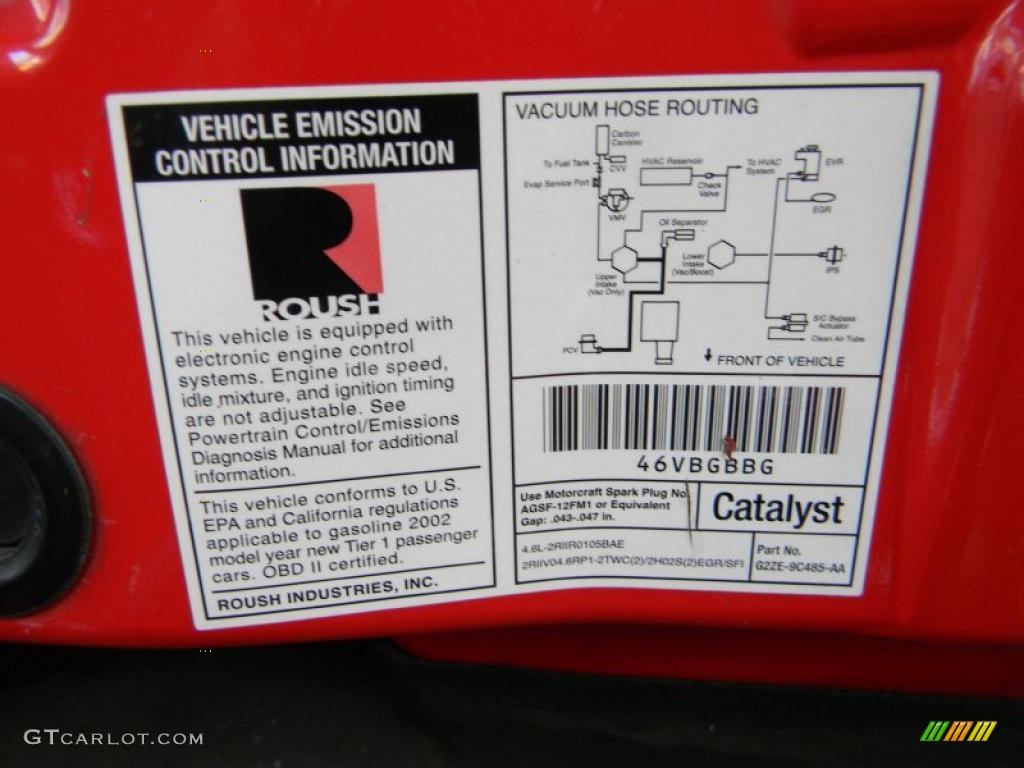 VEHICLE EMISSION
CONTROL INFORMATION
R
ROUSH
This vehicle is equipped with
electronic engine control
systems. Engine idle speed,
idle mixture, and ignition timing
are not adjustable. See
Powertrain Control/Emissions
Diagnosis Manual for additional
information.
This vehicle conforms to U.S.
EPA and California regulations
applicable to gasoline 2002
model year new Tier 1 passenger
cars. OBD II certified.
ROUSH INDUSTRIES, INC.
VACUUM HOSE ROUTING
Carbon
Canister
To Fuel Tank
CVV
Evap Service Port
VMV
HVAC Reservoir
Check
Valve
To HVAC
System
EVR
EGR
Oil Separator
Upper
Intake
(Vac Only)
Lower
Intake
(Vac/Boost)
IPS
S/C Bypass
Actuator
Clean Air Tube
PCV
FRONT OF VEHICLE
46VBGBBG
Use Motorcraft Spark Plug No.
AGSF-12FM1 or Equivalent
Gap: .043-.047 in.
Catalyst
4.6L-2RIIR0105BAE
2RIIV04.6RP1-2TWC(2)/2H02S(2)EGR/SFI
Part No.
G2ZE-9C485-AA
GTCARLOT.COM